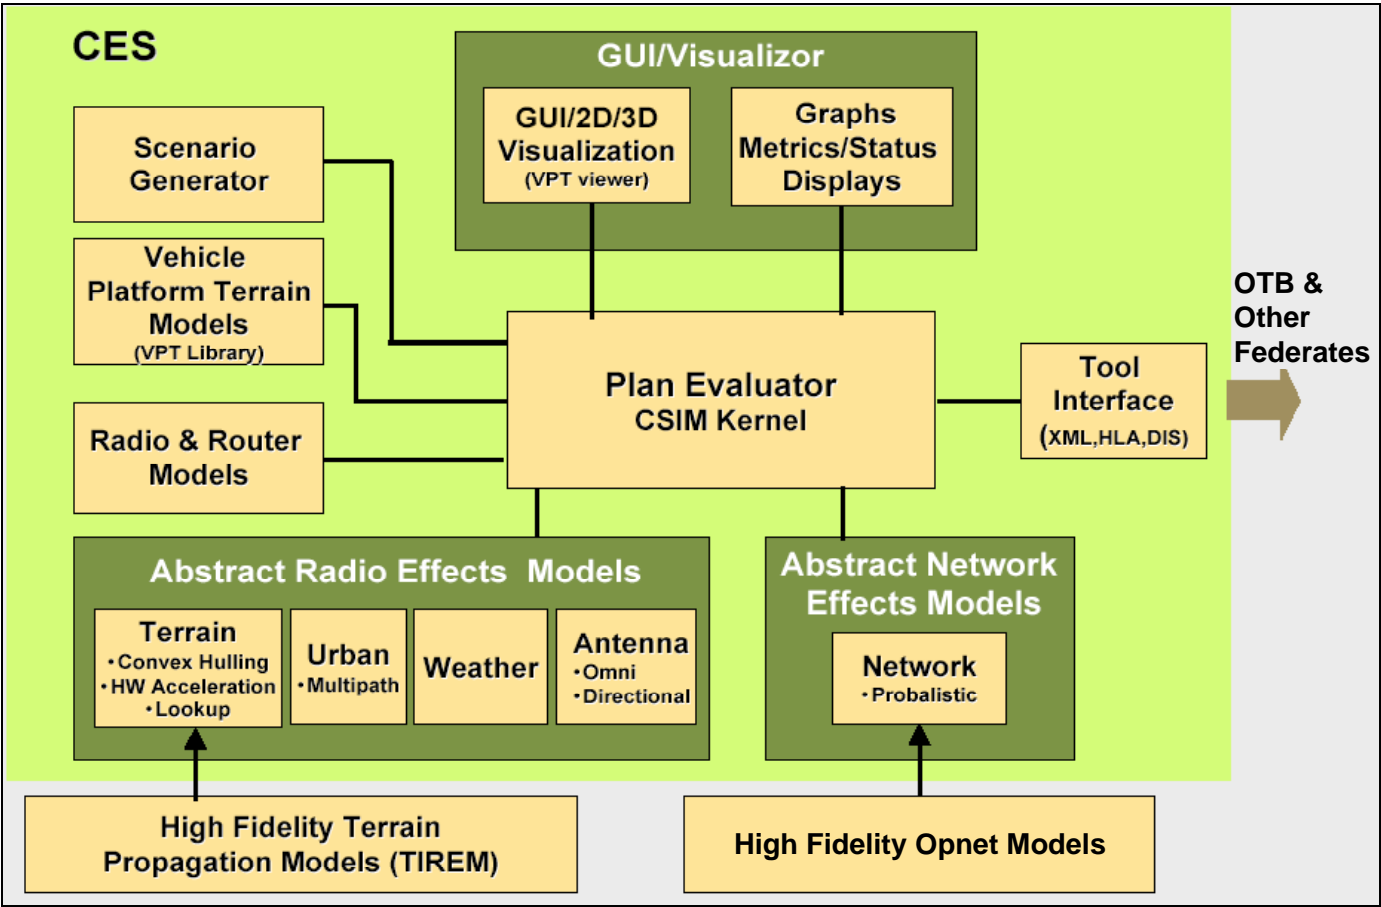 CES
GUI/Visualizor
GUI/2D/3D
Visualization
(VPT viewer)
Graphs
Metrics/Status
Displays
Scenario
Generator
Vehicle
Platform Terrain
Models
(VPT Library)
Radio & Router
Models
Plan Evaluator
CSIM Kernel
Tool
Interface
(XML,HLA,DIS)
OTB &
Other
Federates
Abstract Radio Effects Models
Terrain
•Convex Hulling
•HW Acceleration
•Lookup
Urban
•Multipath
Weather
Antenna
•Omni
•Directional
Abstract Network
Effects Models
Network
•Probalistic
High Fidelity Terrain
Propagation Models (TIREM)
High Fidelity Opnet Models